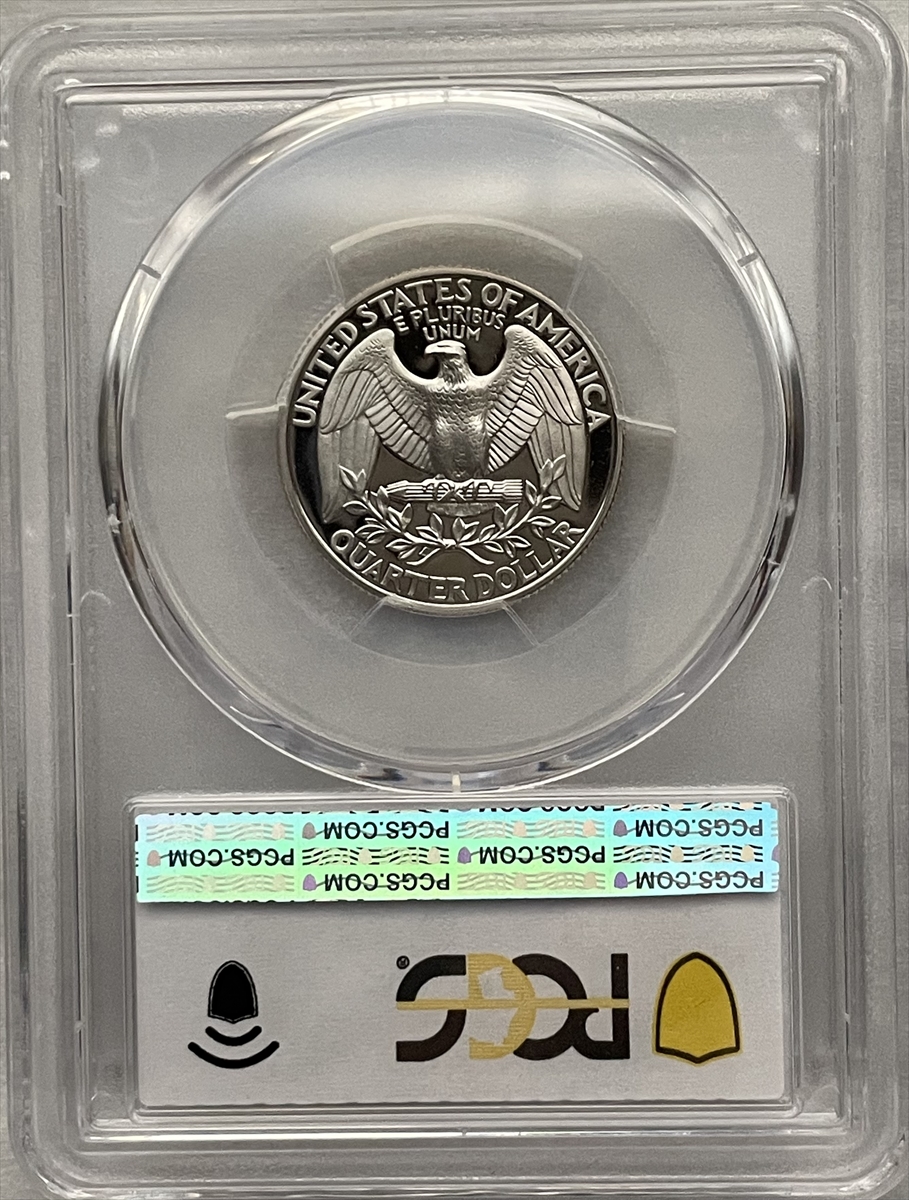 UNITED STATES OF AMERICA
E PLURIBUS
UNUM
QUARTER DOLLAR
PCGS.COM PCGS.COM
PCGS.COM PCGS.COM
PCGS.COM PCGS.COM
PCGS®